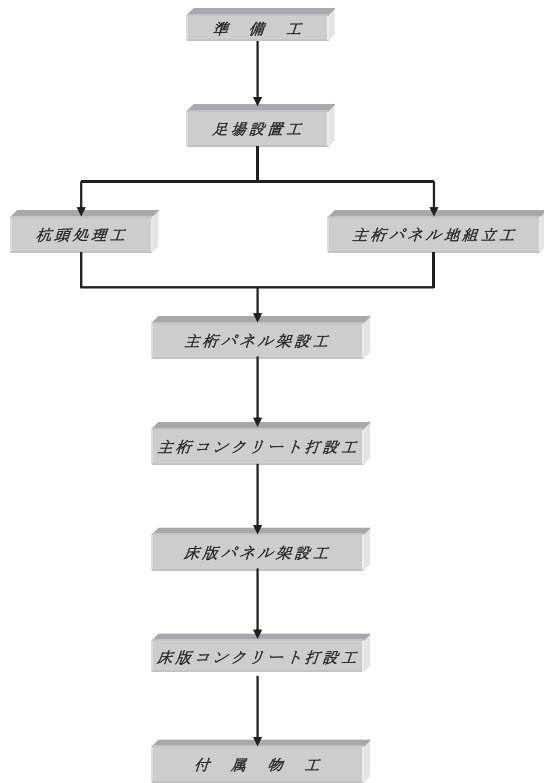 準　備　工
足場設置工
杭頭処理工
主桁パネル地組立工
主桁パネル架設工
主桁コンクリート打設工
床版パネル架設工
床版コンクリート打設工
付　属　物　工